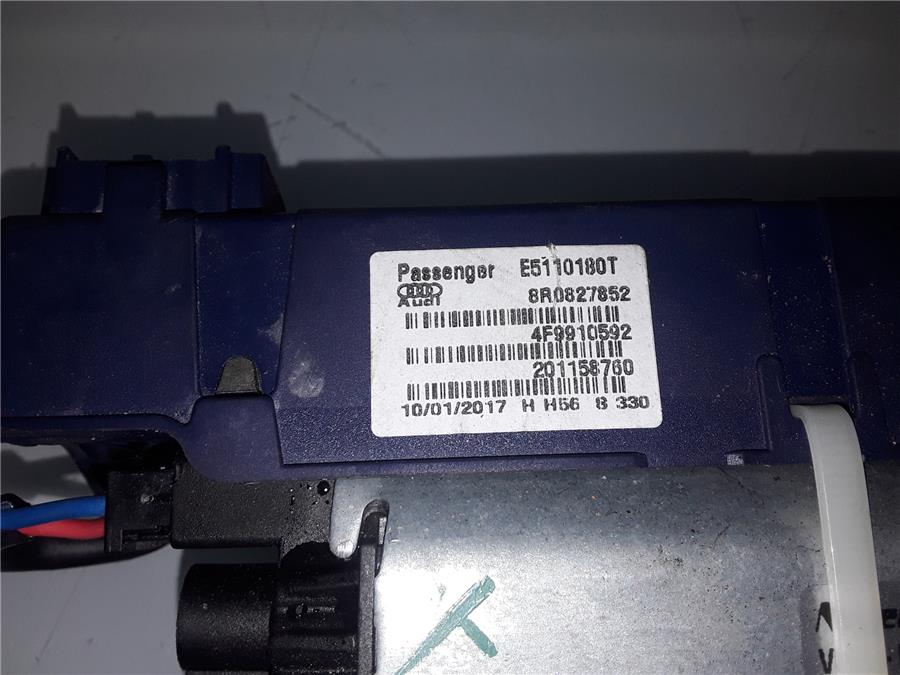 Passenger E5110180T
Audi 8R0827852
4F9910592
201158760
10/01/2017 H H56 8 330